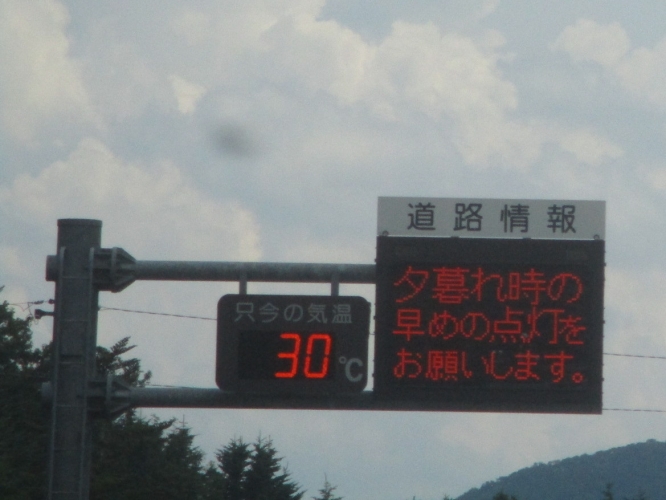 道路情報
夕暮れ時の
早めの点灯を
お願いします。
只今の気温
30℃